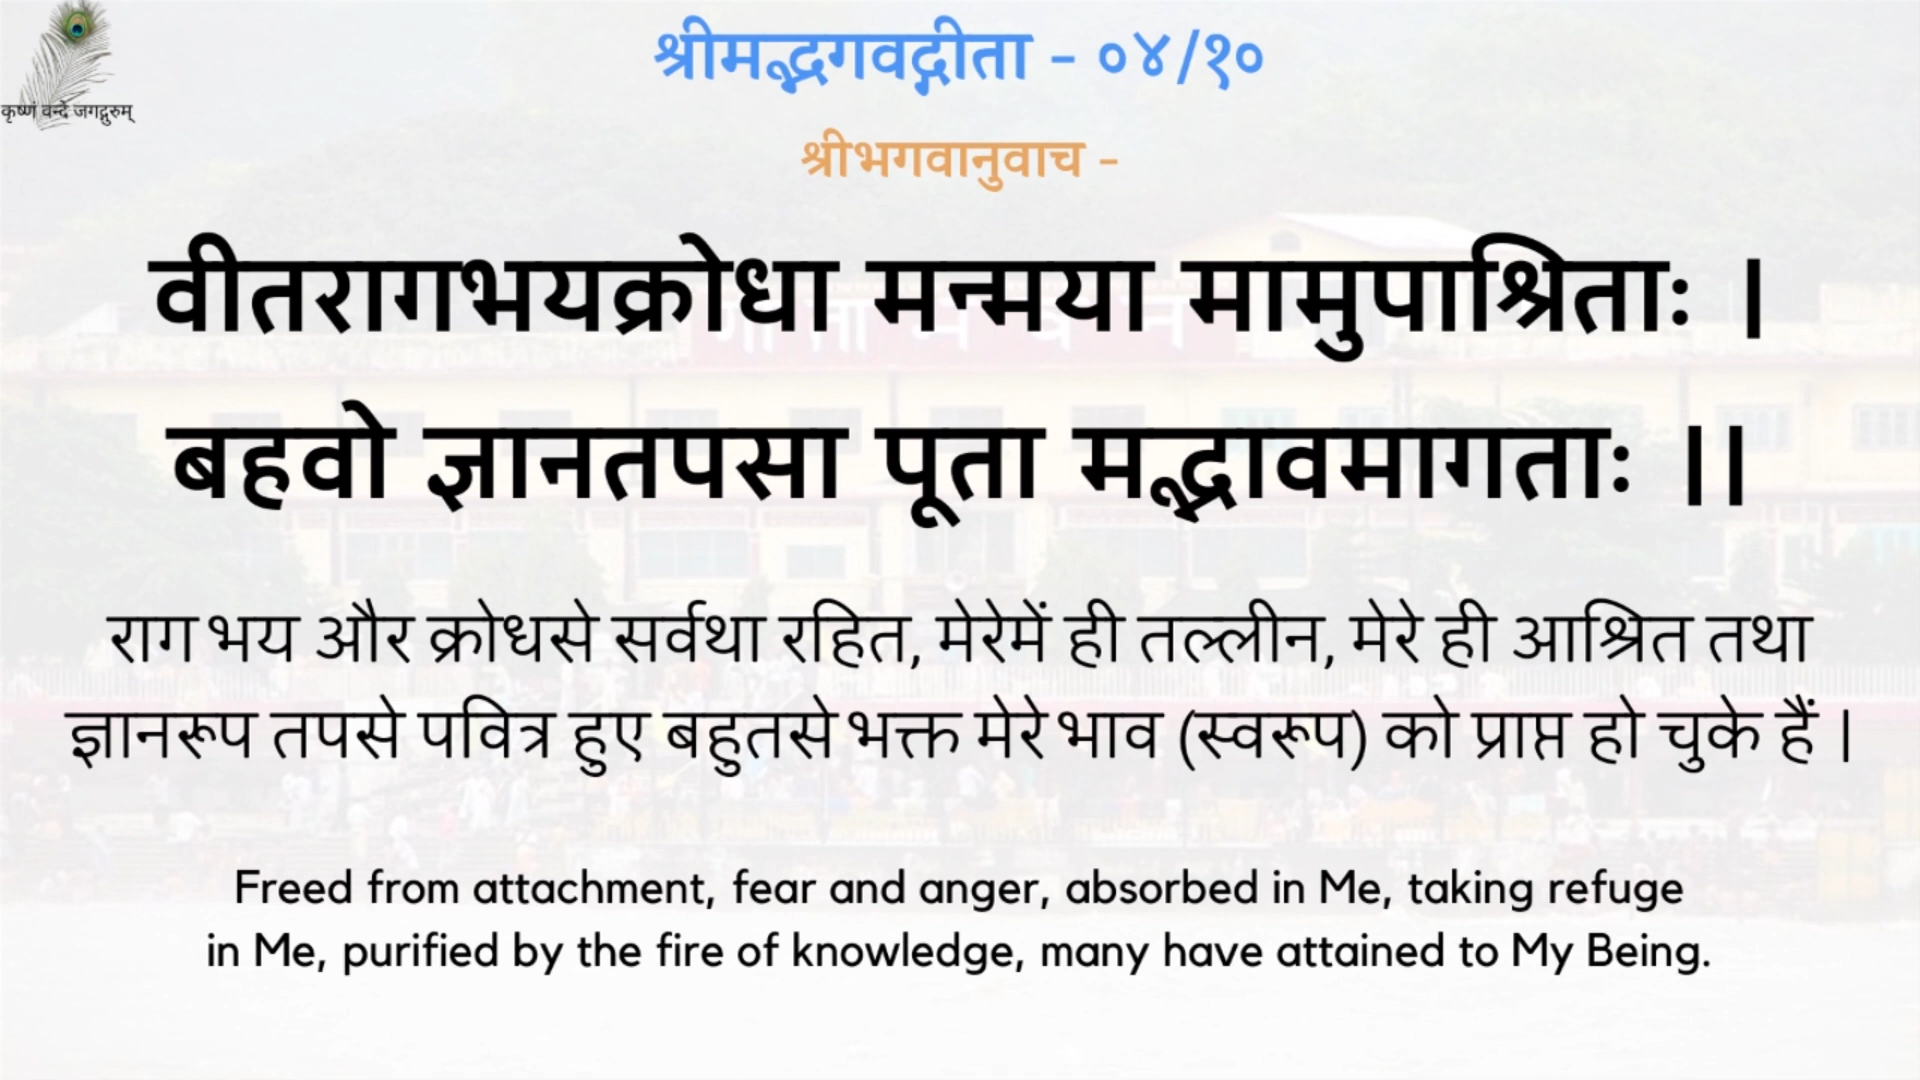 कृष्णं वन्दे जगद्गुरुम्
श्रीमद्भगवद्गीता - ०४/१०
श्रीभगवानुवाच -
वीतरागभयक्रोधा मन्मया मामुपाश्रिताः |
बहवो ज्ञानतपसा पूता मद्भावमागताः ||
राग भय और क्रोधसे सर्वथा रहित, मेरेमें ही तल्लीन, मेरे ही आश्रित तथा
ज्ञानरूप तपसे पवित्र हुए बहुतसे भक्त मेरे भाव (स्वरूप) को प्राप्त हो चुके हैं |
Freed from attachment, fear and anger, absorbed in Me, taking refuge
in Me, purified by the fire of knowledge, many have attained to My Being.